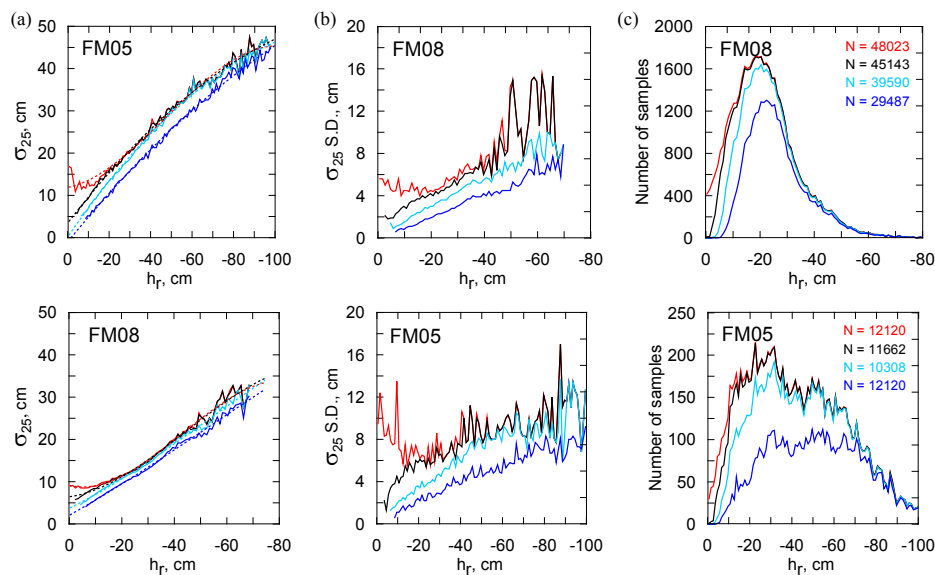 (a)
FM05
50
40
30
20
10
0
σ25, cm
0 -20 -40 -60 -80 -100
hr, cm
(b)
FM08
20
16
12
8
4
0
σ25 S.D., cm
0 -20 -40 -60 -80
hr, cm
(c)
FM08
N = 48023
N = 45143
N = 39590
N = 29487
2000
1600
1200
800
400
0
Number of samples
0 -20 -40 -60 -80
hr, cm
FM08
50
40
30
20
10
0
σ25, cm
0 -20 -40 -60 -80
hr, cm
FM05
20
16
12
8
4
0
σ25 S.D., cm
0 -20 -40 -60 -80 -100
hr, cm
FM05
N = 12120
N = 11662
N = 10308
N = 12120
250
200
150
100
50
0
Number of samples
0 -20 -40 -60 -80 -100
hr, cm